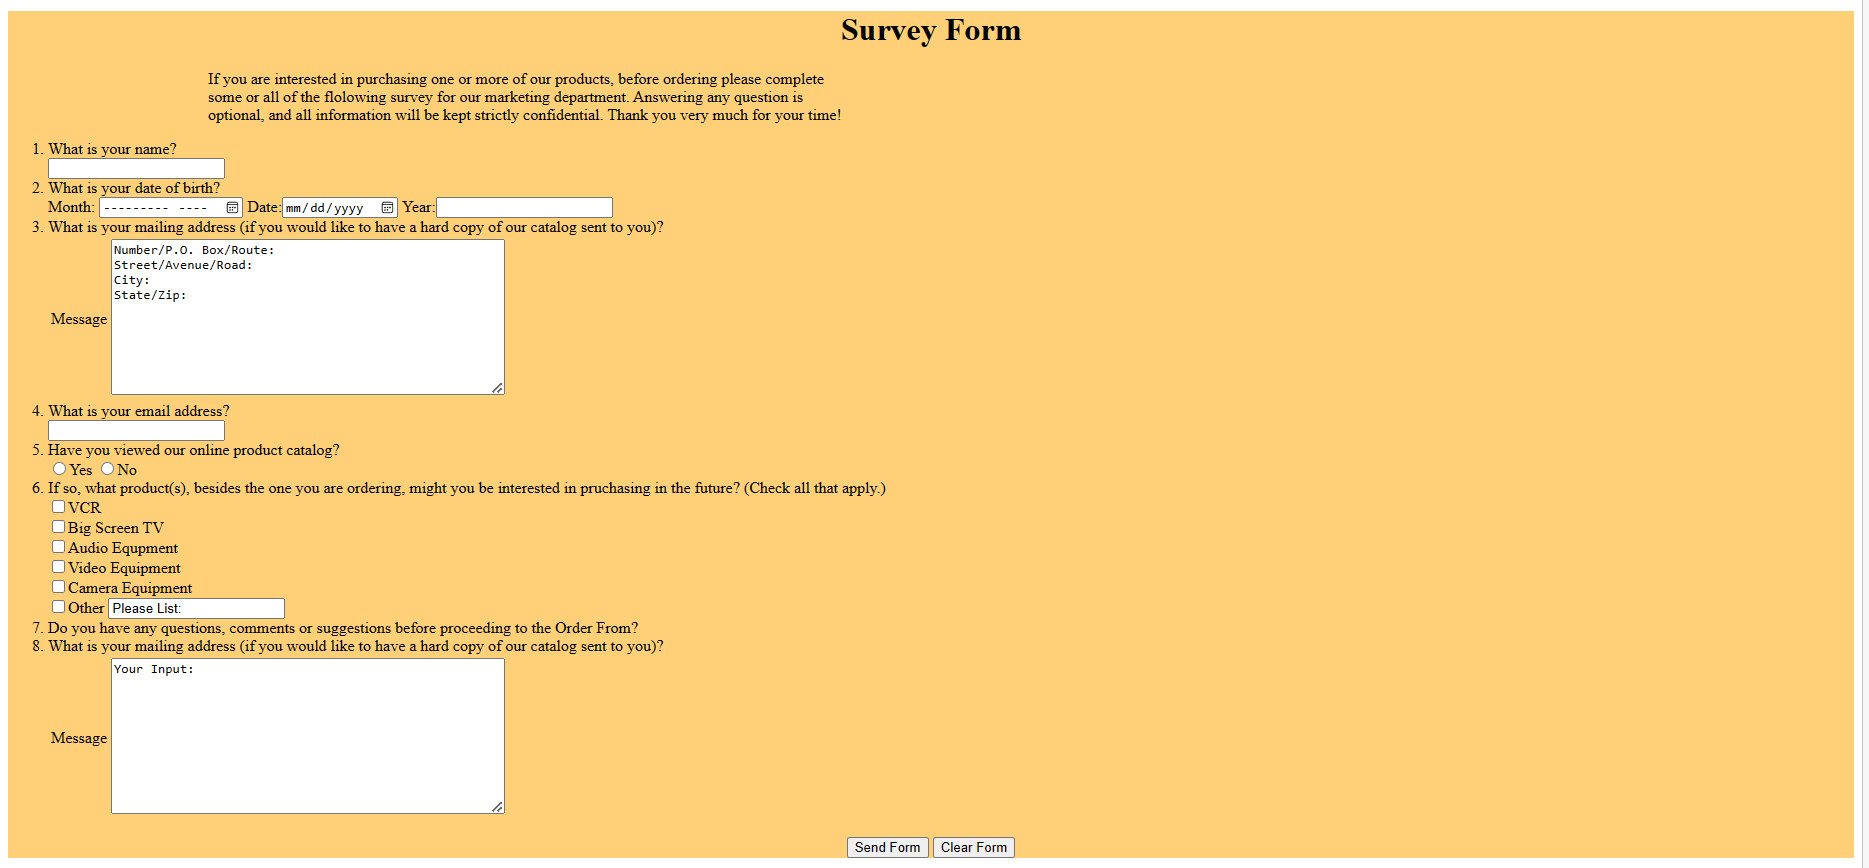 Survey Form
If you are interested in purchasing one or more of our products, before ordering please complete
some or all of the flolowing survey for our marketing department. Answering any question is
optional, and all information will be kept strictly confidential. Thank you very much for your time!
1. What is your name?
2. What is your date of birth?
Month: --------- ---- Date: mm/dd/yyyy Year:
3. What is your mailing address (if you would like to have a hard copy of our catalog sent to you)?
Number/P.O. Box/Route:
Street/Avenue/Road:
City:
State/Zip:
Message
4. What is your email address?
5. Have you viewed our online product catalog?
Yes No
6. If so, what product(s), besides the one you are ordering, might you be interested in pruchasing in the future? (Check all that apply.)
VCR
Big Screen TV
Audio Equpment
Video Equipment
Camera Equipment
Other Please List:
7. Do you have any questions, comments or suggestions before proceeding to the Order From?
8. What is your mailing address (if you would like to have a hard copy of our catalog sent to you)?
Your Input:
Message
Send Form Clear Form